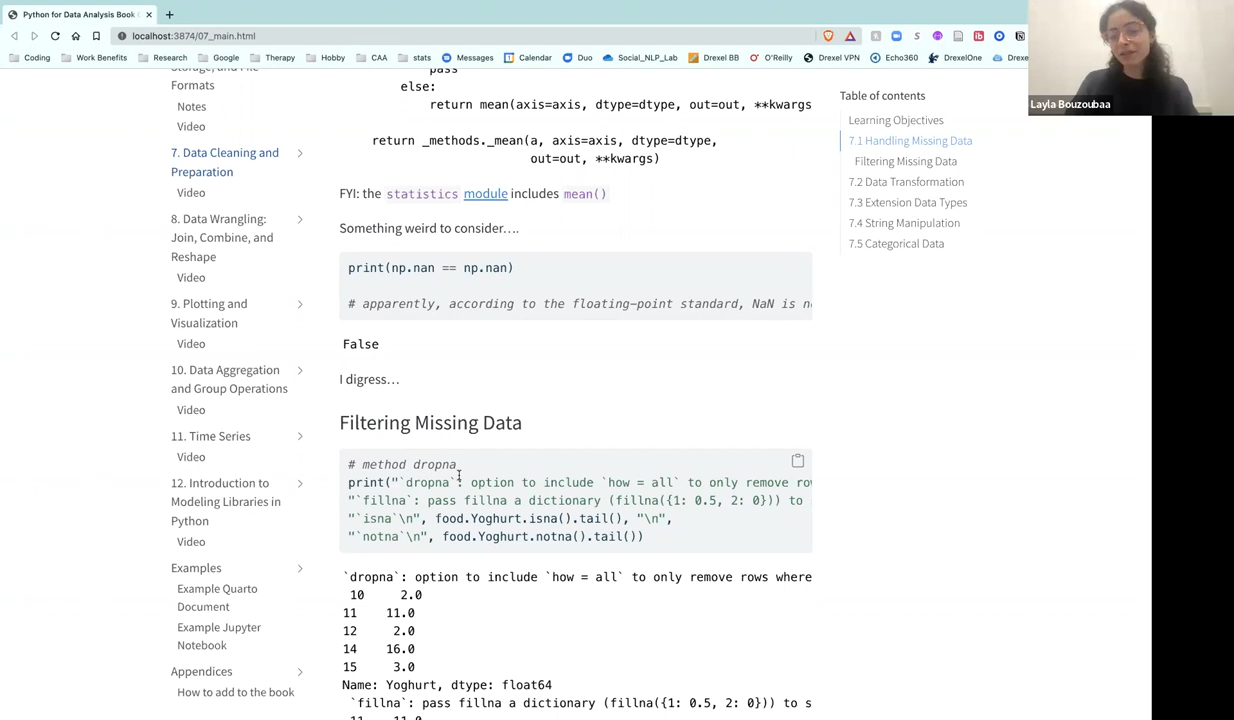 Python for Data Analysis Book
localhost:3874/07_main.html
Coding
Work Benefits
Research
Google
Therapy
Hobby
CAA
stats
Messages
Calendar
Duo
Social_NLP_Lab
Drexel BB
O'Reilly
Drexel VPN
Echo360
DrexelOne
Drexe
Layla Bouzoubaa
Storage, and File
Formats
Notes
Video
7. Data Cleaning and
Preparation
Video
8. Data Wrangling:
Join, Combine, and
Reshape
Video
9. Plotting and
Visualization
Video
10. Data Aggregation
and Group Operations
Video
11. Time Series
Video
12. Introduction to
Modeling Libraries in
Python
Video
Examples
Example Quarto
Document
Example Jupyter
Notebook
Appendices
How to add to the book
pass
else:
return mean(axis=axis, dtype=dtype, out=out, **kwargs
return _methods._mean(a, axis=axis, dtype=dtype,
out=out, **kwargs)
FYI: the statistics module includes mean()
Something weird to consider….
print(np.nan == np.nan)
# apparently, according to the floating-point standard, NaN is n
False
I digress…
Filtering Missing Data
# method dropna
print("`dropna`: option to include `how = all` to only remove ro
"`fillna`: pass fillna a dictionary (fillna({1: 0.5, 2: 0})) to
"`isna`\n", food.Yoghurt.isna().tail(), "\n",
"`notna`\n", food.Yoghurt.notna().tail())
`dropna`: option to include `how = all` to only remove rows where
10 2.0
11 11.0
12 2.0
14 16.0
15 3.0
Name: Yoghurt, dtype: float64
`fillna`: pass fillna a dictionary (fillna({1: 0.5, 2: 0})) to s
11 11.0
Table of contents
Learning Objectives
7.1 Handling Missing Data
Filtering Missing Data
7.2 Data Transformation
7.3 Extension Data Types
7.4 String Manipulation
7.5 Categorical Data